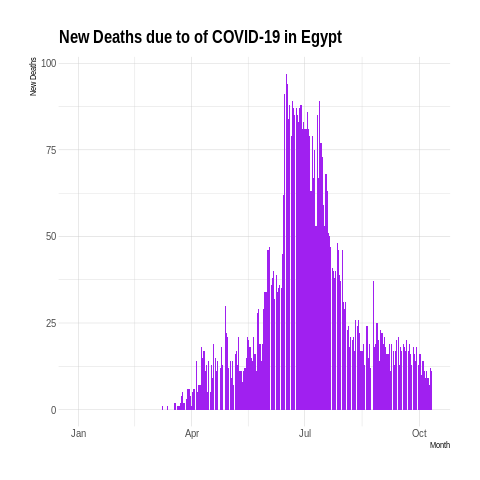 New Deaths due to of COVID-19 in Egypt
New Deaths
100
75
50
25
0
Jan Apr Jul Oct
Month